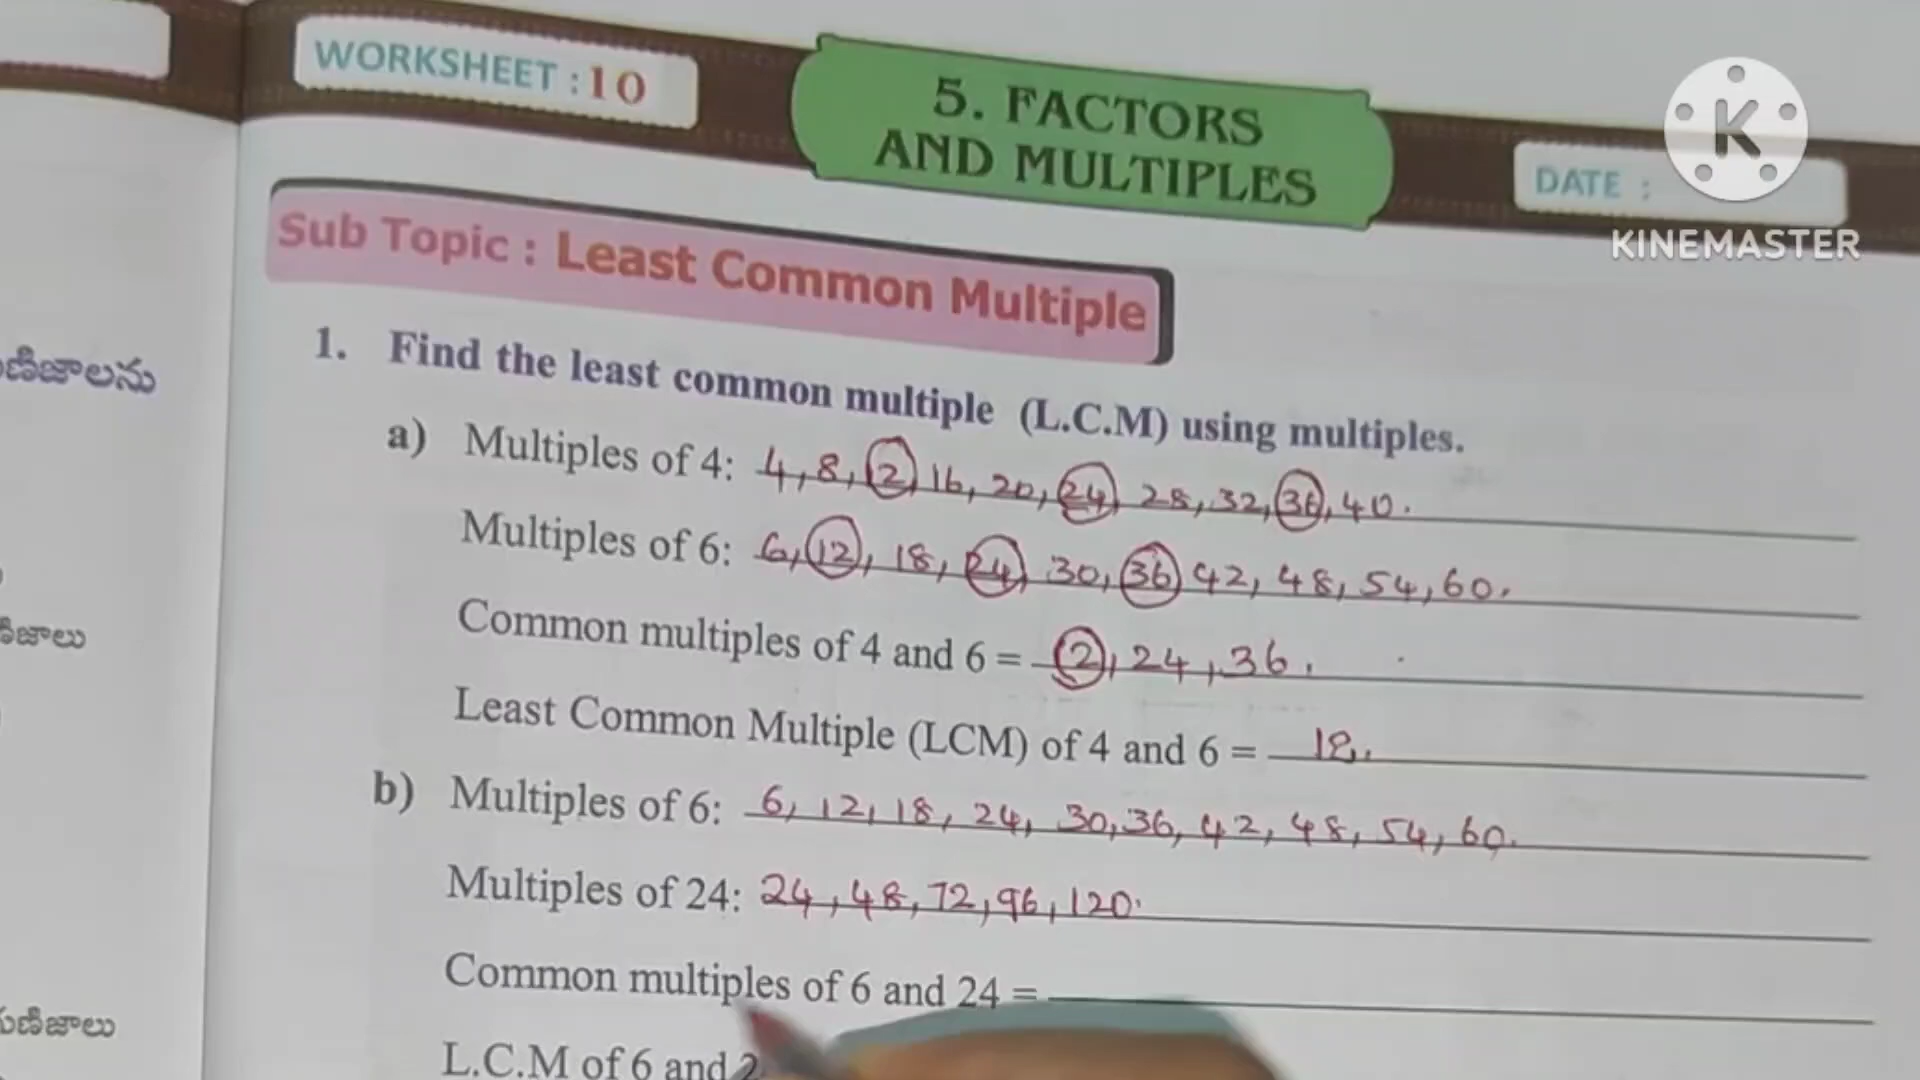 WORKSHEET : 10
5. FACTORS
AND MULTIPLES
DATE :
K
KINEMASTER
Sub Topic : Least Common Multiple
1. Find the least common multiple (L.C.M) using multiples.
a) Multiples of 4: 4, 8, 12, 16, 20, 24, 28, 32, 36, 40.
Multiples of 6: 6, 12, 18, 24, 30, 36, 42, 48, 54, 60.
Common multiples of 4 and 6 = 12, 24, 36.
Least Common Multiple (LCM) of 4 and 6 = 12.
b) Multiples of 6: 6, 12, 18, 24, 30, 36, 42, 48, 54, 60.
Multiples of 24: 24, 48, 72, 96, 120.
Common multiples of 6 and 24 =
L.C.M of 6 and 2